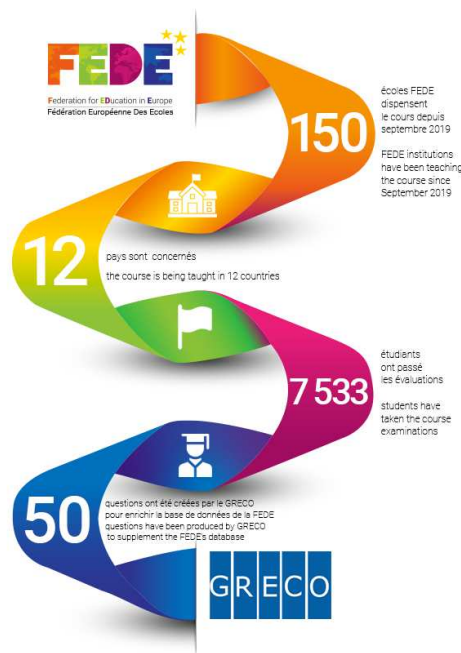 FEDE
Federation for EDucation in Europe
Fédération Européenne Des Ecoles
150
écoles FEDE
dispensent
le cours depuis
septembre 2019
FEDE institutions
have been teaching
the course since
September 2019
12
pays sont concernés
the course is being taught in 12 countries
7 533
étudiants
ont passé
les évaluations
students have
taken the course
examinations
50
questions ont été créées par le GRECO
pour enrichir la base de données de la FEDE
questions have been produced by GRECO
to supplement the FEDE's database
GRECO